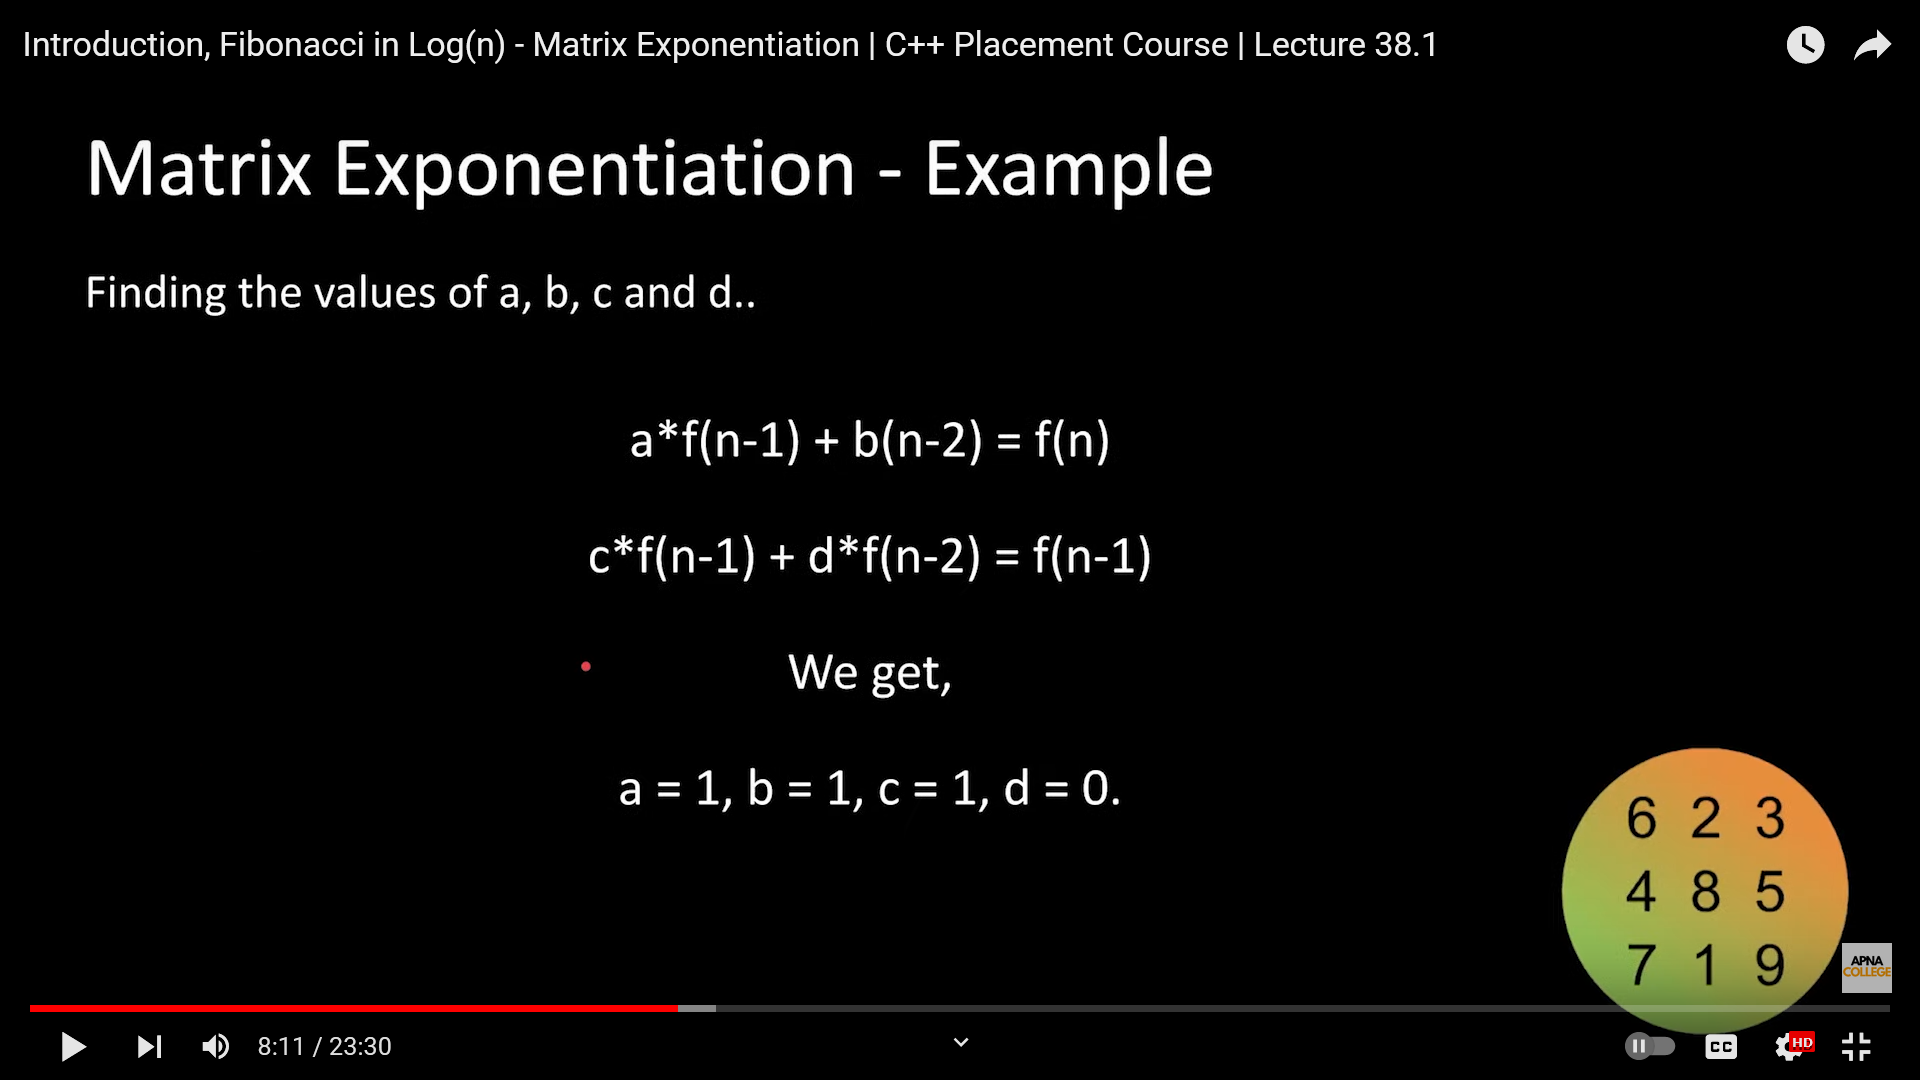 Introduction, Fibonacci in Log(n) - Matrix Exponentiation | C++ Placement Course | Lecture 38.1
Matrix Exponentiation - Example
Finding the values of a, b, c and d..
a*f(n-1) + b(n-2) = f(n)
c*f(n-1) + d*f(n-2) = f(n-1)
We get,
a = 1, b = 1, c = 1, d = 0.
6 2 3
4 8 5
7 1 9
APNA
COLLEGE
8:11 / 23:30
CC
HD